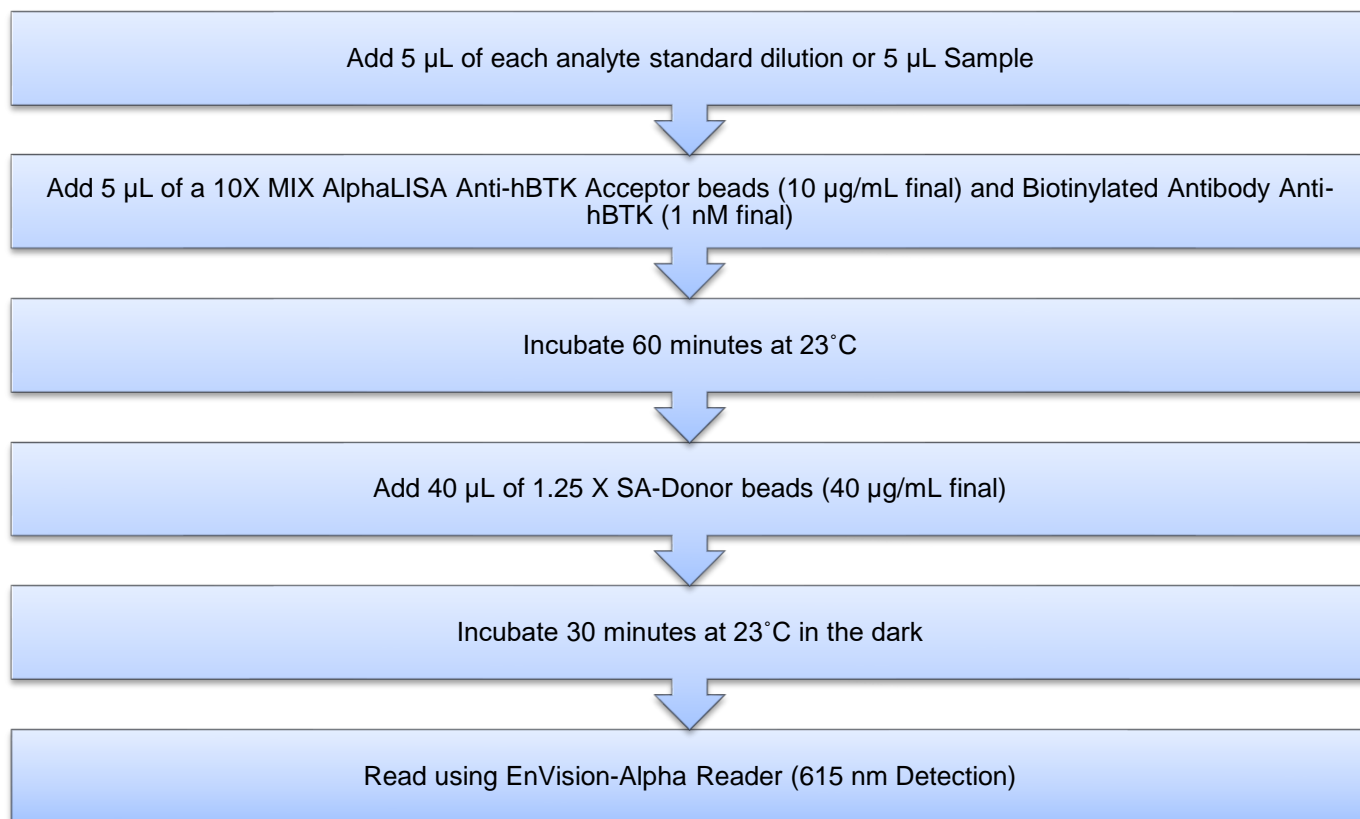 Add 5 µL of each analyte standard dilution or 5 µL Sample
Add 5 µL of a 10X MIX AlphaLISA Anti-hBTK Acceptor beads (10 µg/mL final) and Biotinylated Antibody Anti-
hBTK (1 nM final)
Incubate 60 minutes at 23˚C
Add 40 µL of 1.25 X SA-Donor beads (40 µg/mL final)
Incubate 30 minutes at 23˚C in the dark
Read using EnVision-Alpha Reader (615 nm Detection)